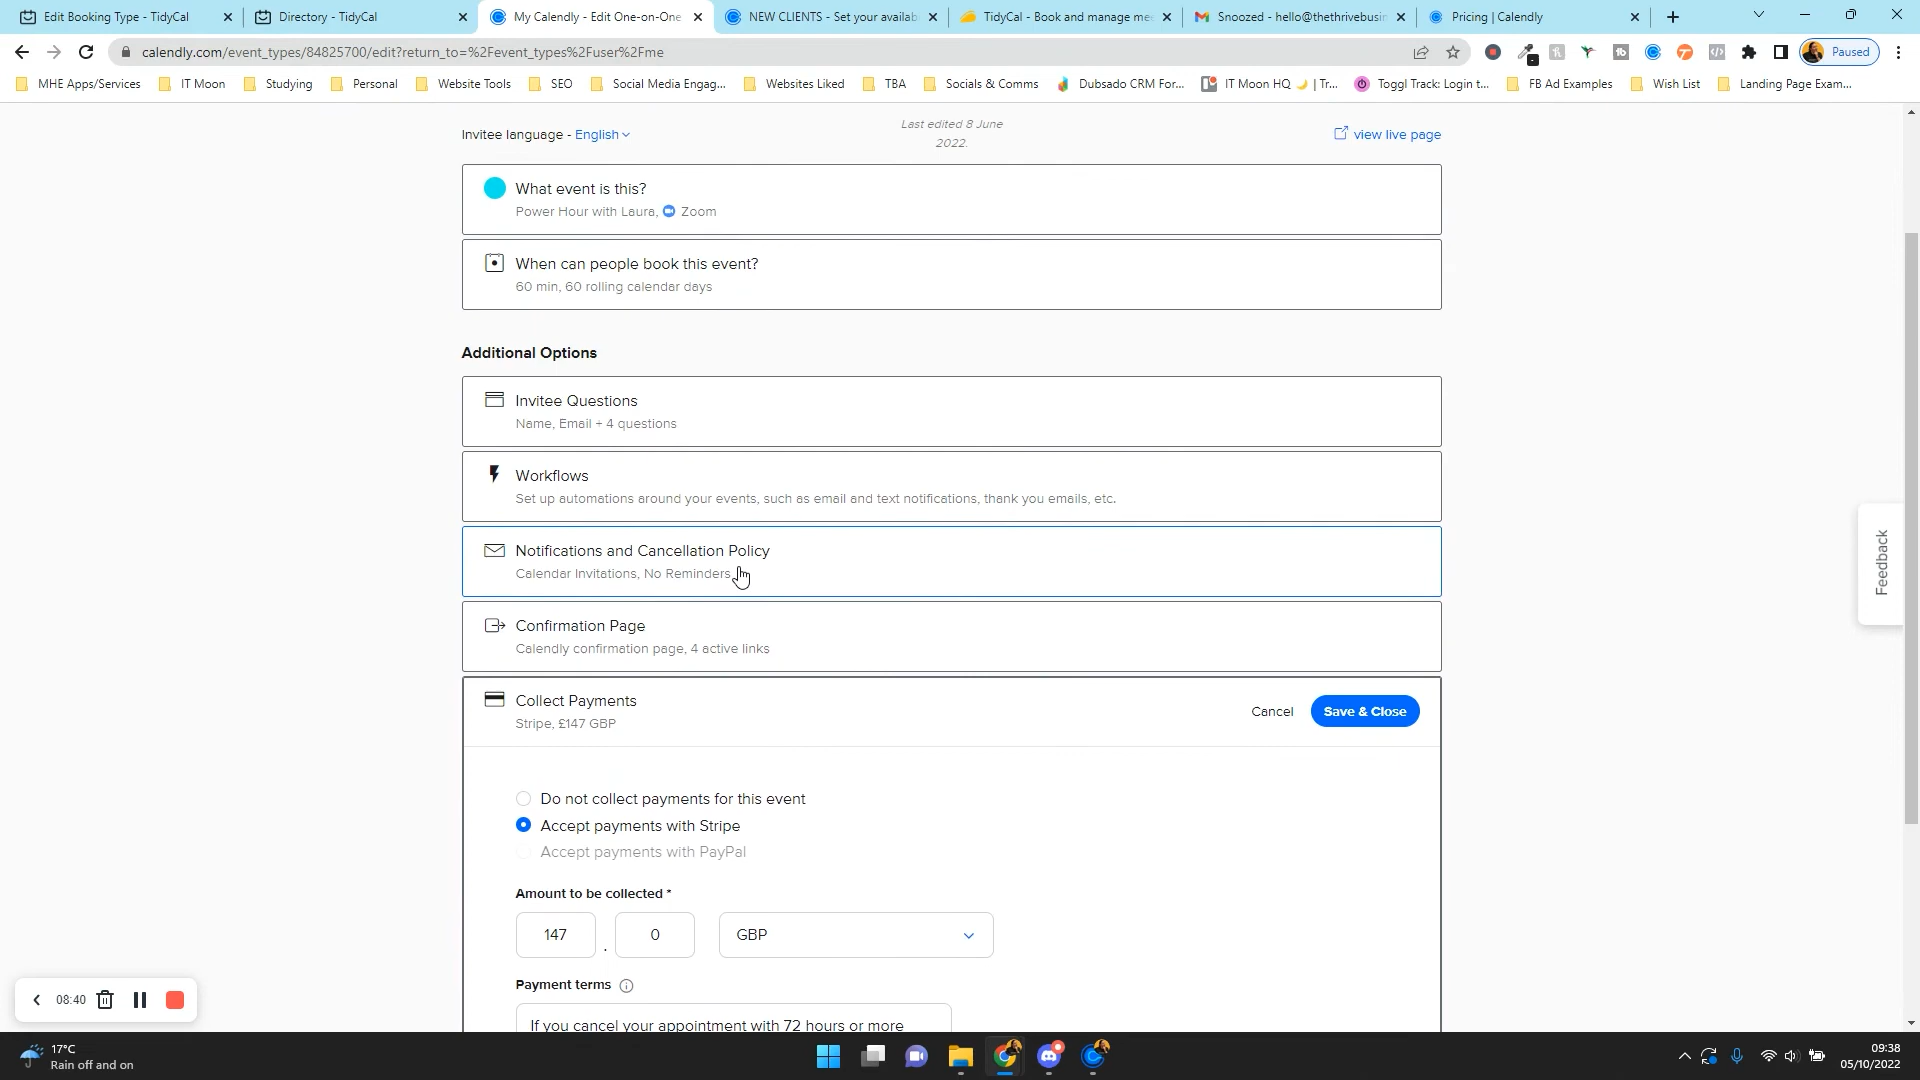 Edit Booking Type - TidyCal
Directory - TidyCal
My Calendly - Edit One-on-One
NEW CLIENTS - Set your availab
TidyCal - Book and manage mee
Snoozed - hello@thethrivebusin
Pricing | Calendly
calendly.com/event_types/84825700/edit?return_to=%2Fevent_types%2Fuser%2Fme
Paused
MHE Apps/Services
IT Moon
Studying
Personal
Website Tools
SEO
Social Media Engag...
Websites Liked
TBA
Socials & Comms
Dubsado CRM For...
IT Moon HQ 🌙 | Tr...
Toggl Track: Login t...
FB Ad Examples
Wish List
Landing Page Exam...
Invitee language - English
Last edited 8 June
2022.
view live page
What event is this?
Power Hour with Laura, Zoom
When can people book this event?
60 min, 60 rolling calendar days
Additional Options
Invitee Questions
Name, Email + 4 questions
Workflows
Set up automations around your events, such as email and text notifications, thank you emails, etc.
Notifications and Cancellation Policy
Calendar Invitations, No Reminders
Confirmation Page
Calendly confirmation page, 4 active links
Collect Payments
Stripe, £147 GBP
Cancel
Save & Close
Do not collect payments for this event
Accept payments with Stripe
Accept payments with PayPal
Amount to be collected *
147 . 0 GBP
Payment terms
If you cancel your appointment with 72 hours or more
Feedback
08:40
17°C
Rain off and on
09:38
05/10/2022